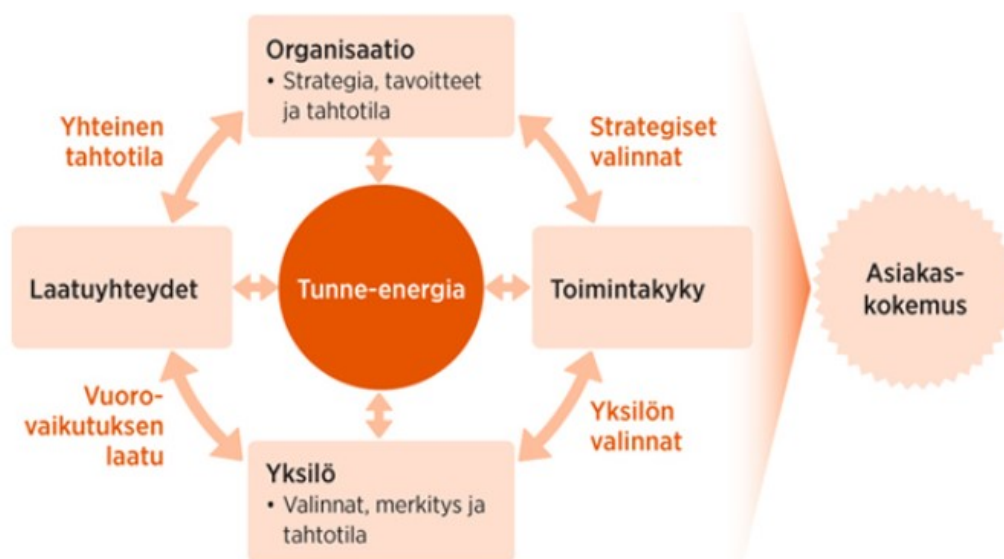 Organisaatio
• Strategia, tavoitteet
ja tahtotila
Yhteinen
tahtotila
Strategiset
valinnat
Laatuyhteydet
Tunne-energia
Toimintakyky
Asiakas-
kokemus
Vuoro-
vaikutuksen
laatu
Yksilön
valinnat
Yksilö
• Valinnat, merkitys ja
tahtotila